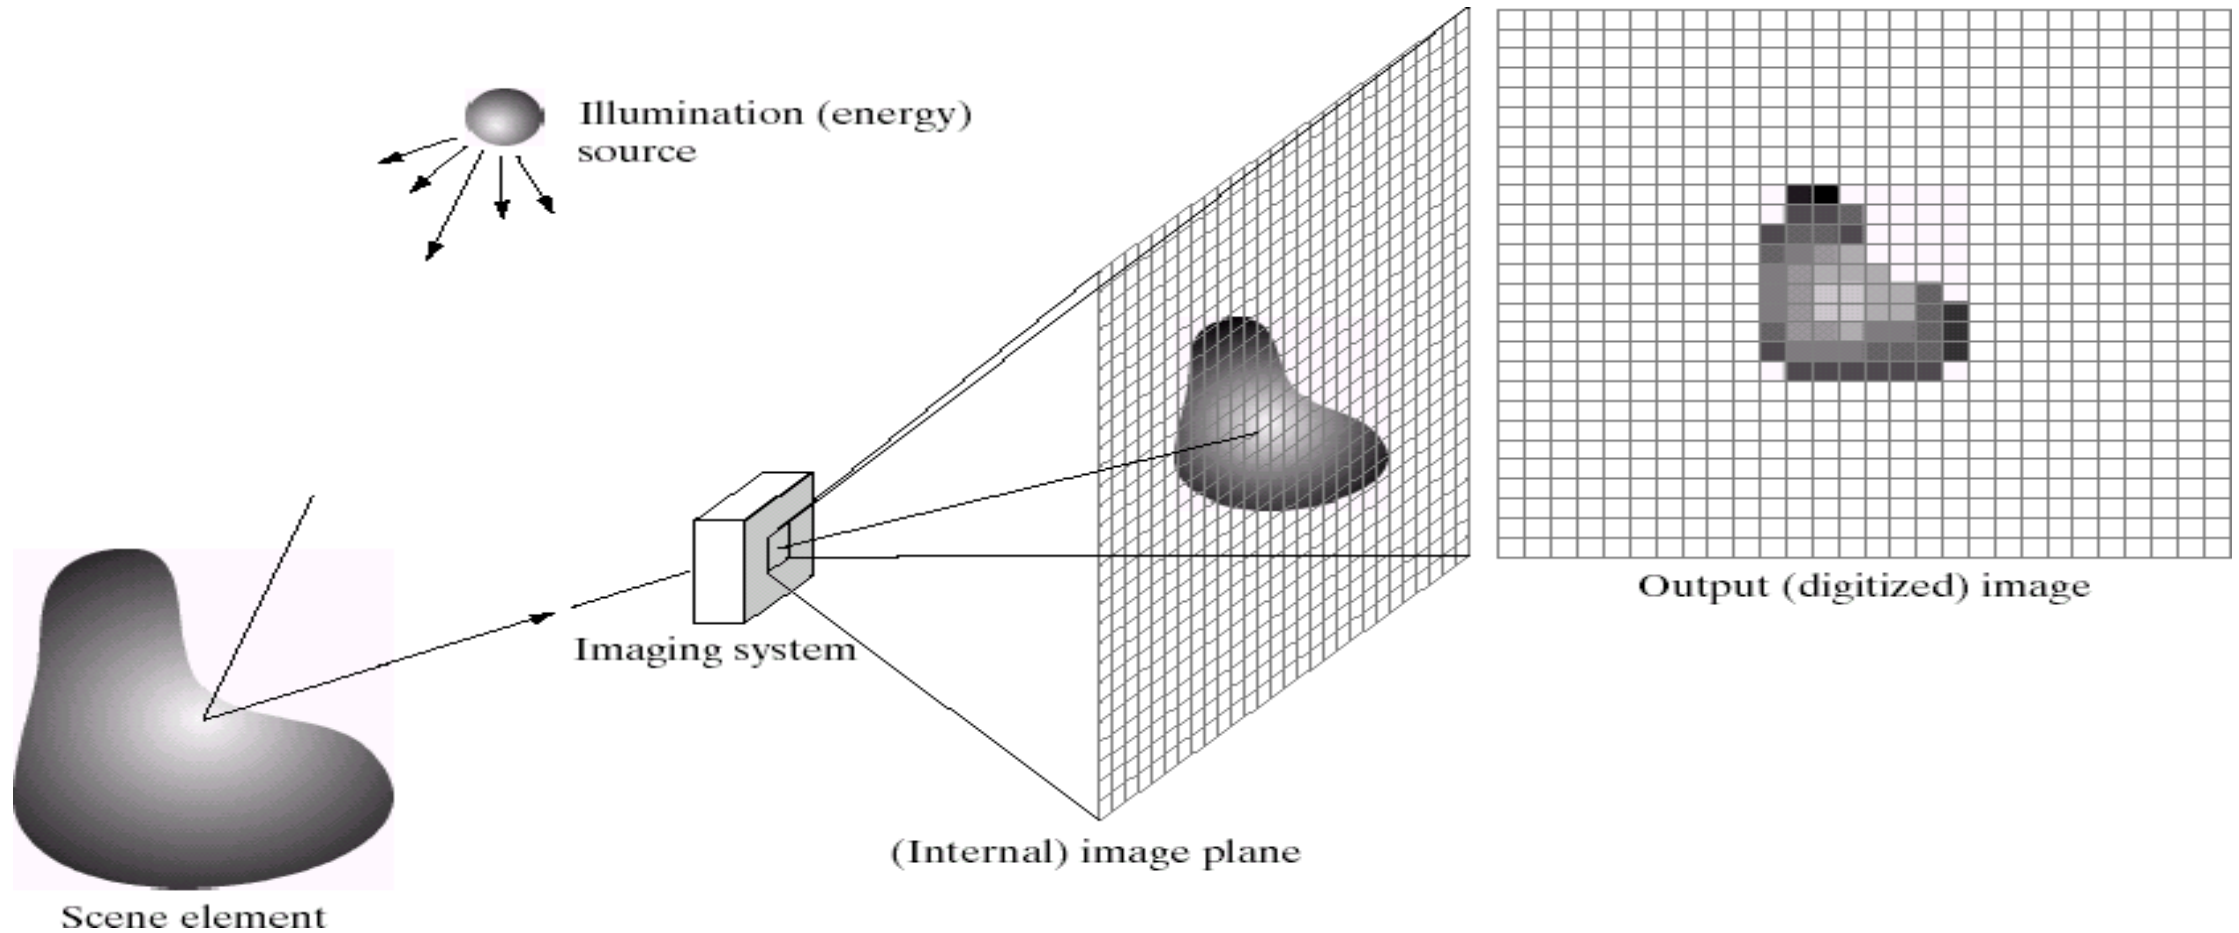 Illumination (energy)
source
Output (digitized) image
Imaging system
(Internal) image plane
Scene element